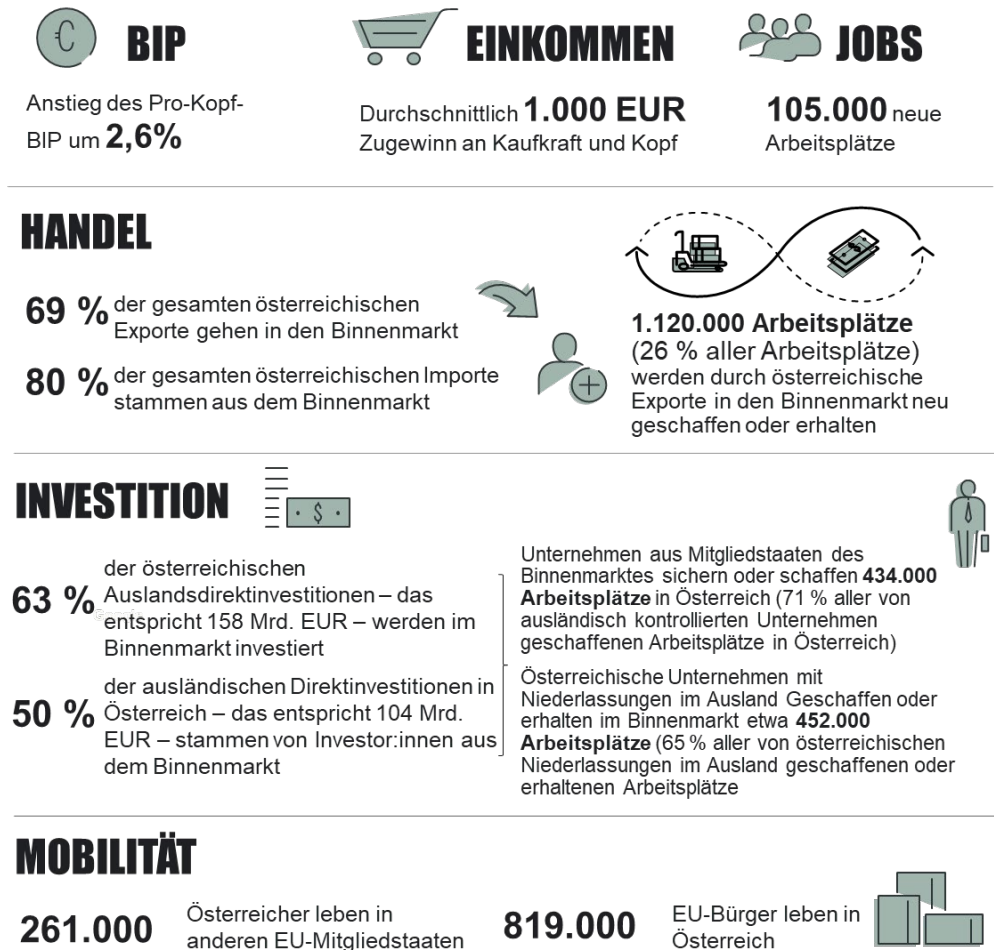 BIP
Anstieg des Pro-Kopf-
BIP um 2,6%
EINKOMMEN
Durchschnittlich 1.000 EUR
Zugewinn an Kaufkraft und Kopf
JOBS
105.000 neue
Arbeitsplätze
HANDEL
69 % der gesamten österreichischen
Exporte gehen in den Binnenmarkt
80 % der gesamten österreichischen Importe
stammen aus dem Binnenmarkt
1.120.000 Arbeitsplätze
(26 % aller Arbeitsplätze)
werden durch österreichische
Exporte in den Binnenmarkt neu
geschaffen oder erhalten
INVESTITION
63 %
der österreichischen
Auslandsdirektinvestitionen – das
entspricht 158 Mrd. EUR – werden im
Binnenmarkt investiert
50 %
der ausländischen Direktinvestitionen in
Österreich – das entspricht 104 Mrd.
EUR – stammen von Investor:innen aus
dem Binnenmarkt
Unternehmen aus Mitgliedstaaten des
Binnenmarktes sichern oder schaffen 434.000
Arbeitsplätze in Österreich (71 % aller von
ausländisch kontrollierten Unternehmen
geschaffenen Arbeitsplätze in Österreich)
Österreichische Unternehmen mit
Niederlassungen im Ausland Geschaffen oder
erhalten im Binnenmarkt etwa 452.000
Arbeitsplätze (65 % aller von österreichischen
Niederlassungen im Ausland geschaffenen oder
erhaltenen Arbeitsplätze
MOBILITÄT
261.000
Österreicher leben in
anderen EU-Mitgliedstaaten
819.000
EU-Bürger leben in
Österreich